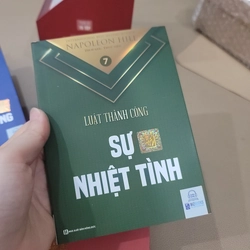 NAPOLEON HILL
7
LUẬT THÀNH CÔNG
SỰ
NHIỆT TÌNH